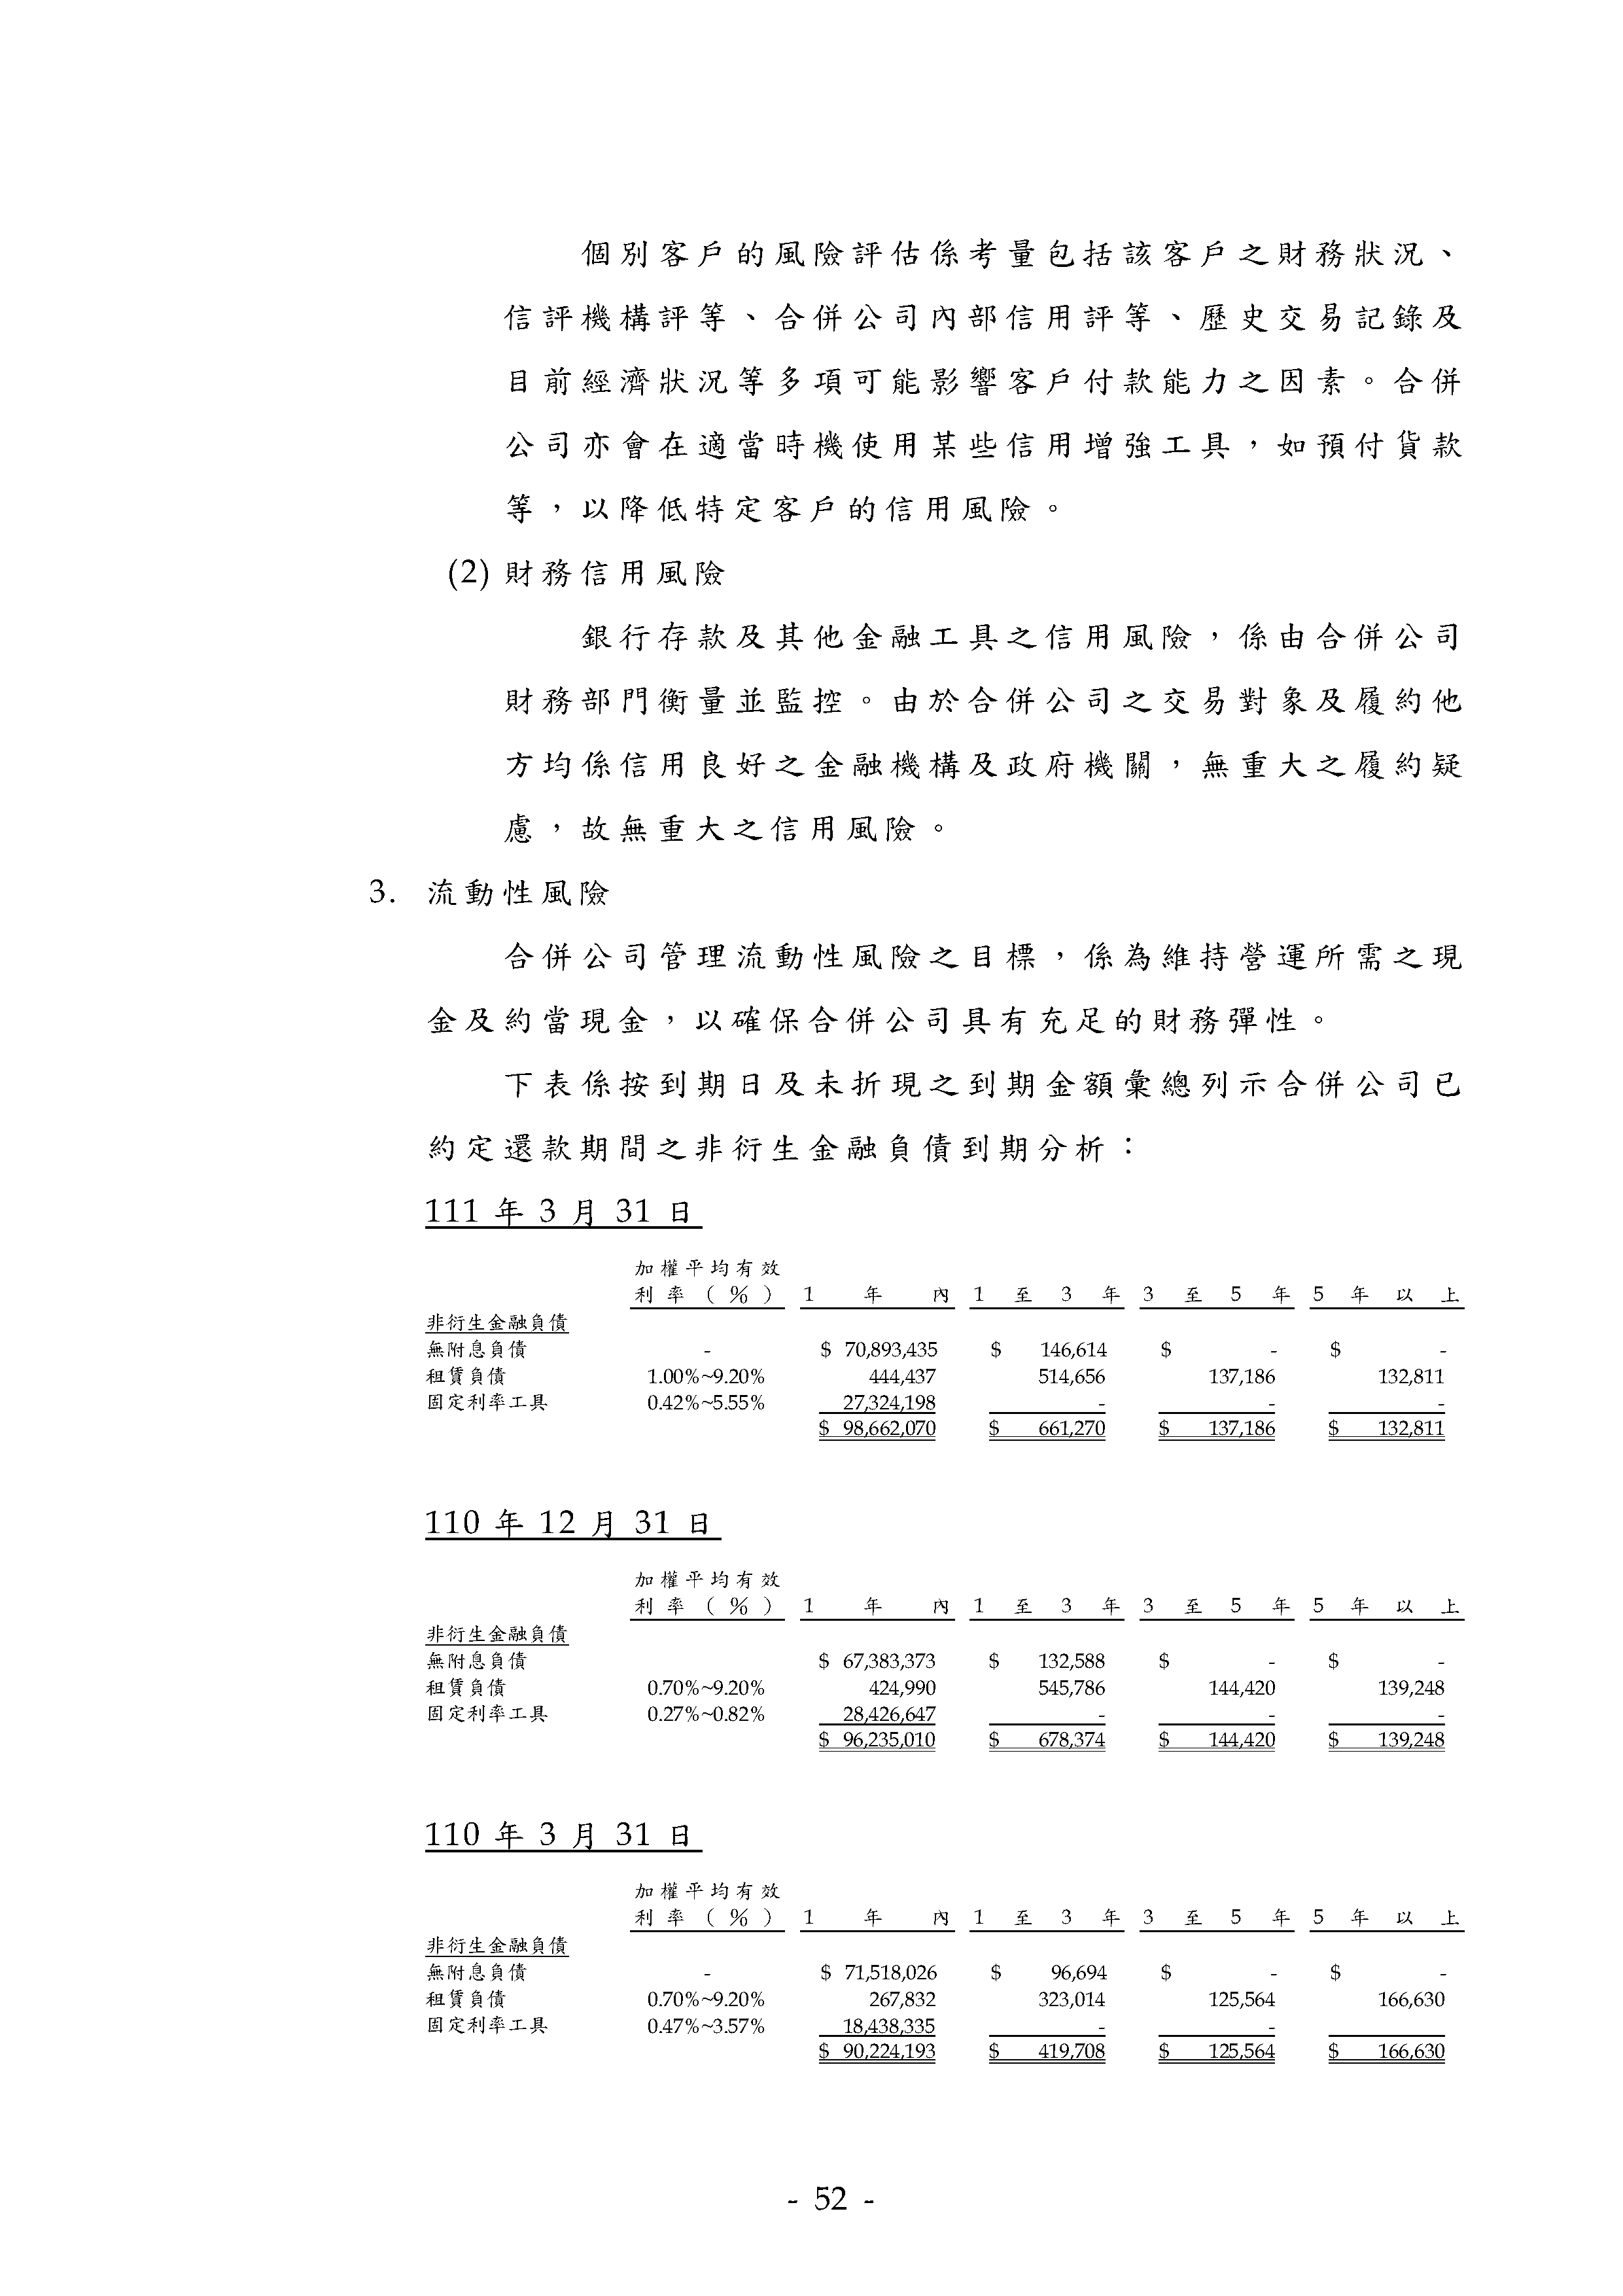 個別客戶的風險評估係考量包括該客戶之財務狀況、
信評機構評等、合併公司內部信用評等、歷史交易記錄及
目前經濟狀況等多項可能影響客戶付款能力之因素。合併
公司亦會在適當時機使用某些信用增強工具，如預付貨款
等，以降低特定客戶的信用風險。
(2) 財務信用風險
銀行存款及其他金融工具之信用風險，係由合併公司
財務部門衡量並監控。由於合併公司之交易對象及履約他
方均係信用良好之金融機構及政府機關，無重大之履約疑
慮，故無重大之信用風險。
3. 流動性風險
合併公司管理流動性風險之目標，係為維持營運所需之現
金及約當現金，以確保合併公司具有充足的財務彈性。
下表係按到期日及未折現之到期金額彙總列示合併公司已
約定還款期間之非衍生金融負債到期分析：
111 年 3 月 31 日
加權平均有效
利率（%） 1 年 內 1 至 3 年 3 至 5 年 5 年 以 上
非衍生金融負債
無附息負債 - $ 70,893,435 $ 146,614 $ - $ -
租賃負債 1.00%~9.20% 444,437 514,656 137,186 132,811
固定利率工具 0.42%~5.55% 27,324,198 - - -
$ 98,662,070 $ 661,270 $ 137,186 $ 132,811
110 年 12 月 31 日
加權平均有效
利率（%） 1 年 內 1 至 3 年 3 至 5 年 5 年 以 上
非衍生金融負債
無附息負債 $ 67,383,373 $ 132,588 $ - $ -
租賃負債 0.70%~9.20% 424,990 545,786 144,420 139,248
固定利率工具 0.27%~0.82% 28,426,647 - - -
$ 96,235,010 $ 678,374 $ 144,420 $ 139,248
110 年 3 月 31 日
加權平均有效
利率（%） 1 年 內 1 至 3 年 3 至 5 年 5 年 以 上
非衍生金融負債
無附息負債 - $ 71,518,026 $ 96,694 $ - $ -
租賃負債 0.70%~9.20% 267,832 323,014 125,564 166,630
固定利率工具 0.47%~3.57% 18,438,335 - -
$ 90,224,193 $ 419,708 $ 125,564 $ 166,630
- 52 -